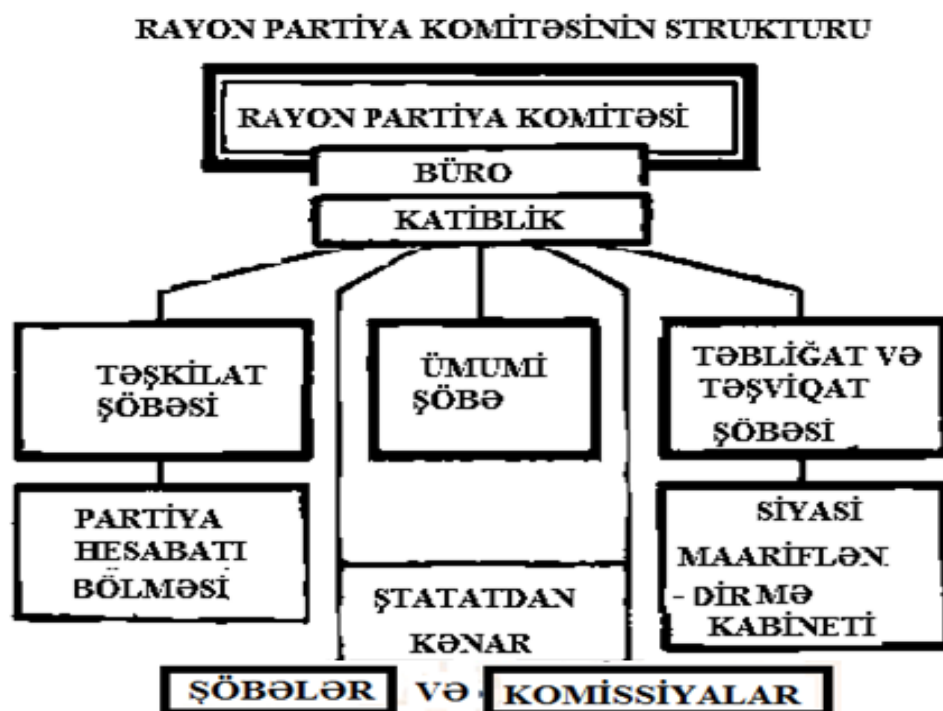 RAYON PARTİYA KOMİTƏSİNİN STRUKTURU
RAYON PARTİYA KOMİTƏSİ
BÜRO
KATİBLİK
TƏŞKİLAT
ŞÖBƏSİ
ÜMUMİ
ŞÖBƏ
TƏBLİĞAT VƏ
TƏŞVİQAT
ŞÖBƏSİ
PARTİYA
HESABATI
BÖLMƏSİ
ŞTATATDAN
KƏNAR
SİYASİ
MAARİFLƏN
- DİRMƏ
KABİNETİ
ŞÖBƏLƏR VƏ KOMISSİYALAR